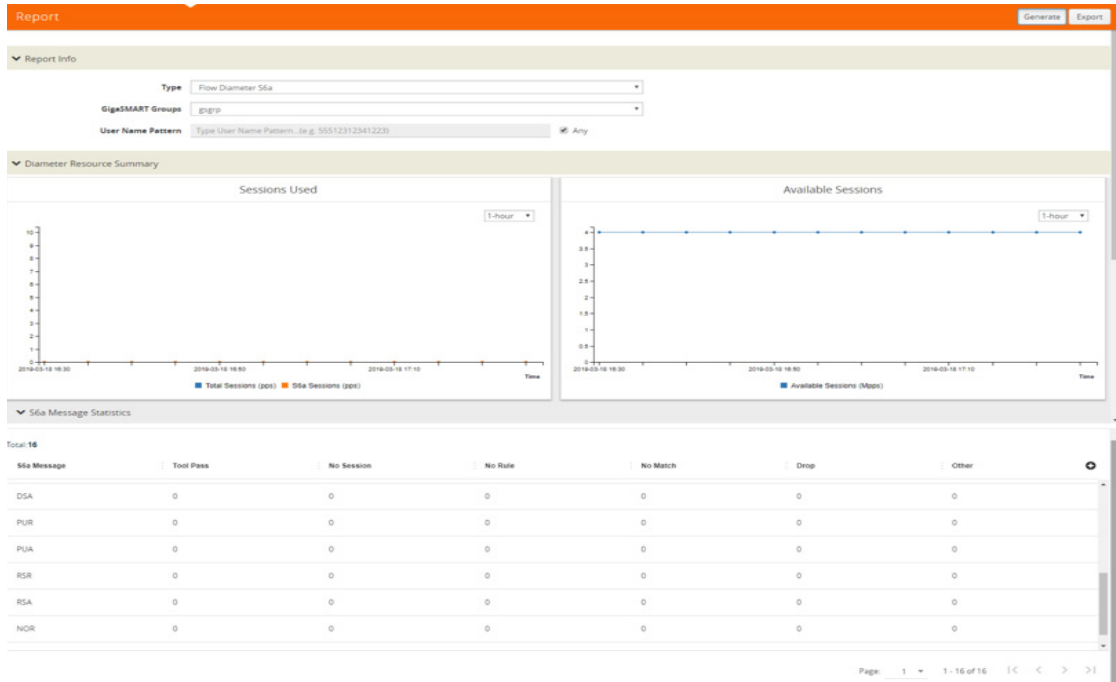 Report
Generate
Export
Report Info
Type
Flow Diameter S6a
GigaSMART Groups
gsgrp
User Name Pattern
Type User Name Pattern...(e.g. 55512312341223)
Any
Diameter Resource Summary
Sessions Used
1-hour
10
9
8
7
6
5
4
3
2
1
0
2019-03-18 16:30
2019-03-18 16:50
2019-03-18 17:10
Time
Total Sessions (pps) S6a Sessions (pps)
Available Sessions
1-hour
4
3.5
3
2.5
2
1.5
1
0.5
0
2019-03-18 16:30
2019-03-18 16:50
2019-03-18 17:10
Time
Available Sessions (Mpps)
S6a Message Statistics
Total: 16
S6a Message Tool Pass No Session No Rule No Match Drop Other
DSA 0 0 0 0 0 0
PUR 0 0 0 0 0 0
PUA 0 0 0 0 0 0
RSR 0 0 0 0 0 0
RSA 0 0 0 0 0 0
NOR 0 0 0 0 0 0
Page: 1 1 - 16 of 16